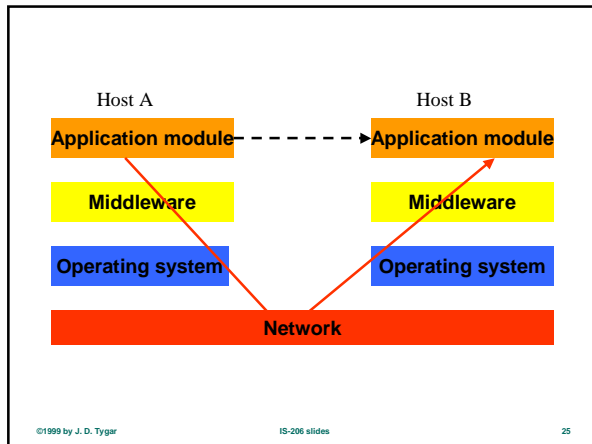 Host A Host B
Application module Application module
Middleware Middleware
Operating system Operating system
Network
©1999 by J. D. Tygar IS-206 slides 25